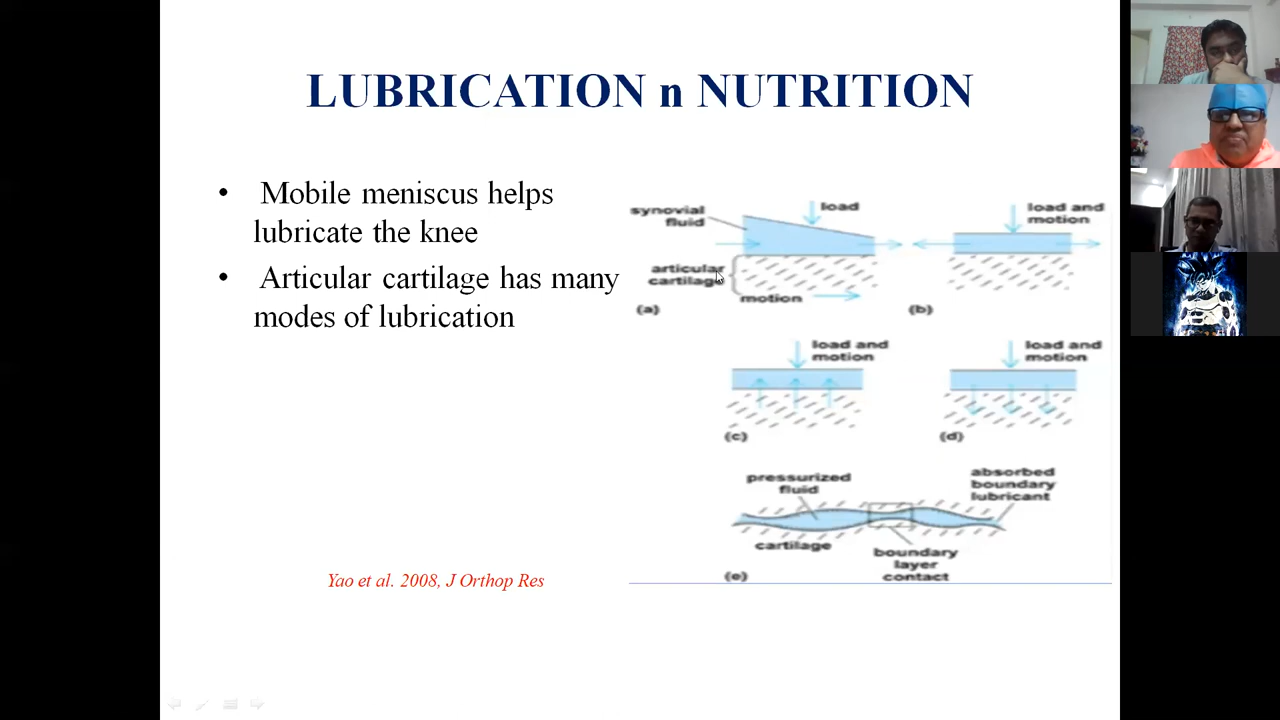 LUBRICATION n NUTRITION
• Mobile meniscus helps
lubricate the knee
• Articular cartilage has many
modes of lubrication
Yao et al. 2008, J Orthop Res
synovial
fluid
load
articular
cartilage
motion
(a)
load and
motion
(b)
load and
motion
(c)
load and
motion
(d)
pressurized
fluid
absorbed
boundary
lubricant
cartilage
boundary
layer
contact
(e)